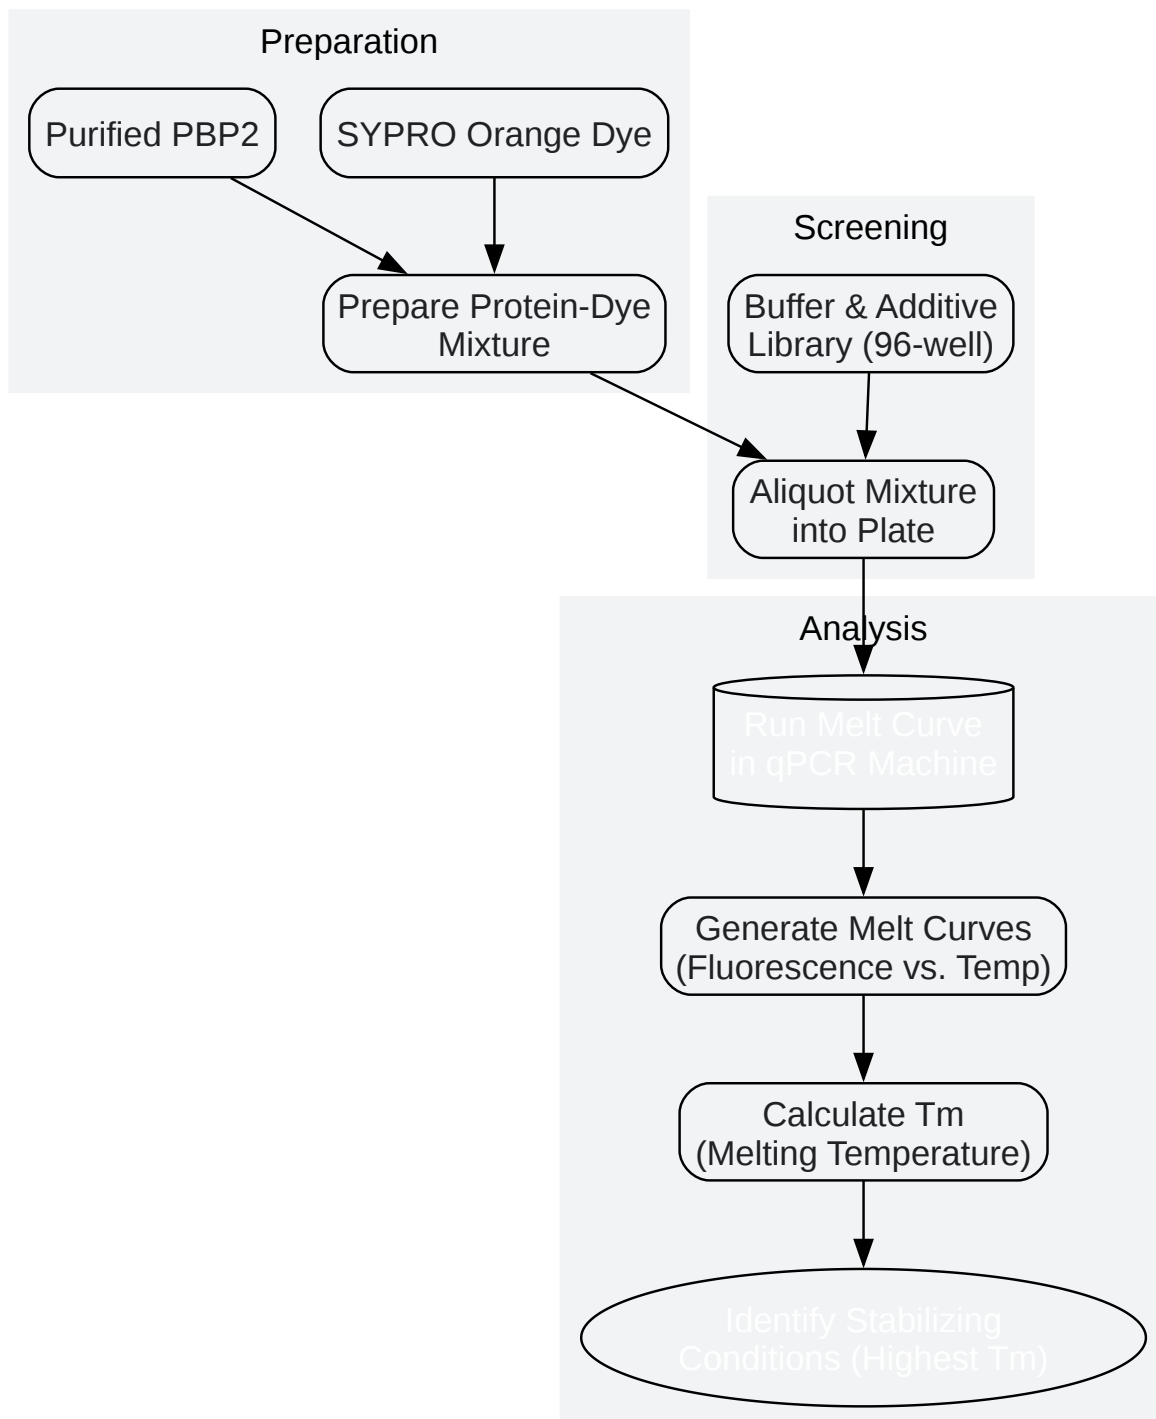 Preparation
Purified PBP2
SYPRO Orange Dye
Prepare Protein-Dye
Mixture
Screening
Buffer & Additive
Library (96-well)
Aliquot Mixture
into Plate
Analysis
Run Melt Curve
in qPCR Machine
Generate Melt Curves
(Fluorescence vs. Temp)
Calculate Tm
(Melting Temperature)
Identify Stabilizing
Conditions (Highest Tm)